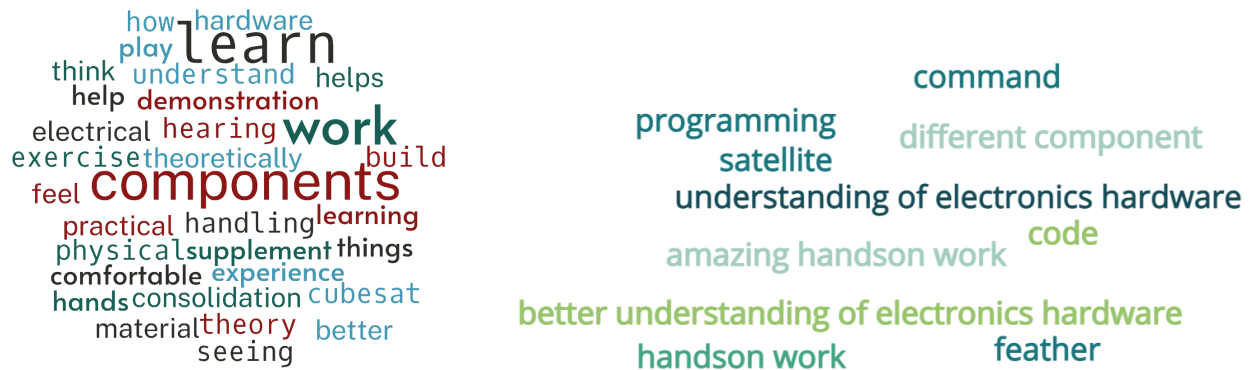 how hardware
play learn
think understand helps
help demonstration
electrical hearing work
exercise theoretically build
feel components
practical handling learning
physical supplement things
comfortable experience
hands consolidation cubesat
material theory better
seeing
command
programming
different component
satellite
understanding of electronics hardware
code
amazing handson work
better understanding of electronics hardware
handson work
feather